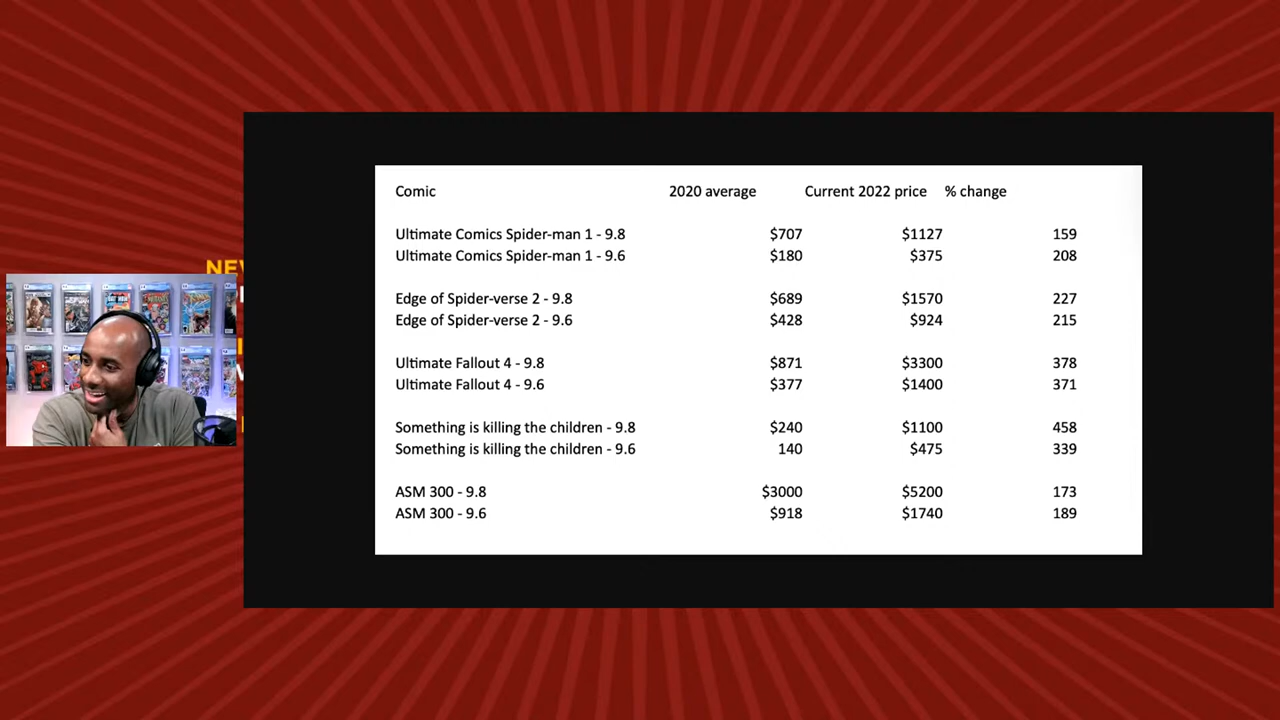 Comic 2020 average Current 2022 price % change
Ultimate Comics Spider-man 1 - 9.8 $707 $1127 159
Ultimate Comics Spider-man 1 - 9.6 $180 $375 208
Edge of Spider-verse 2 - 9.8 $689 $1570 227
Edge of Spider-verse 2 - 9.6 $428 $924 215
Ultimate Fallout 4 - 9.8 $871 $3300 378
Ultimate Fallout 4 - 9.6 $377 $1400 371
Something is killing the children - 9.8 $240 $1100 458
Something is killing the children - 9.6 140 $475 339
ASM 300 - 9.8 $3000 $5200 173
ASM 300 - 9.6 $918 $1740 189